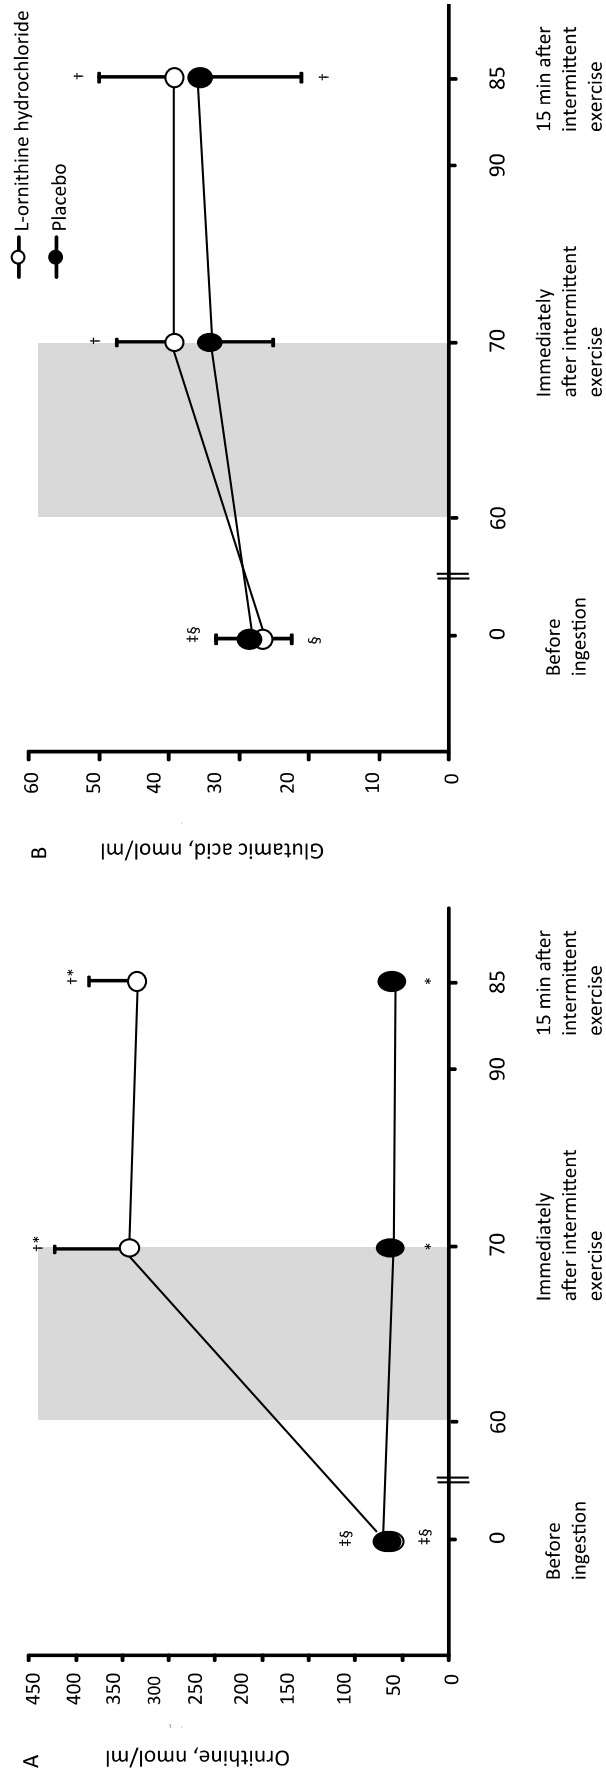 A
Ornithine, nmol/ml
450
400
350
300
250
200
150
100
50
0
†*
†*
‡§
‡§
*
*
0
60
70
90
85
Before
ingestion
Immediately
after intermittent
exercise
15 min after
intermittent
exercise
B
Glutamic acid, nmol/ml
60
50
40
30
20
10
0
L-ornithine hydrochloride
Placebo
‡§
§
†
†
†
0
60
70
90
85
Before
ingestion
Immediately
after intermittent
exercise
15 min after
intermittent
exercise